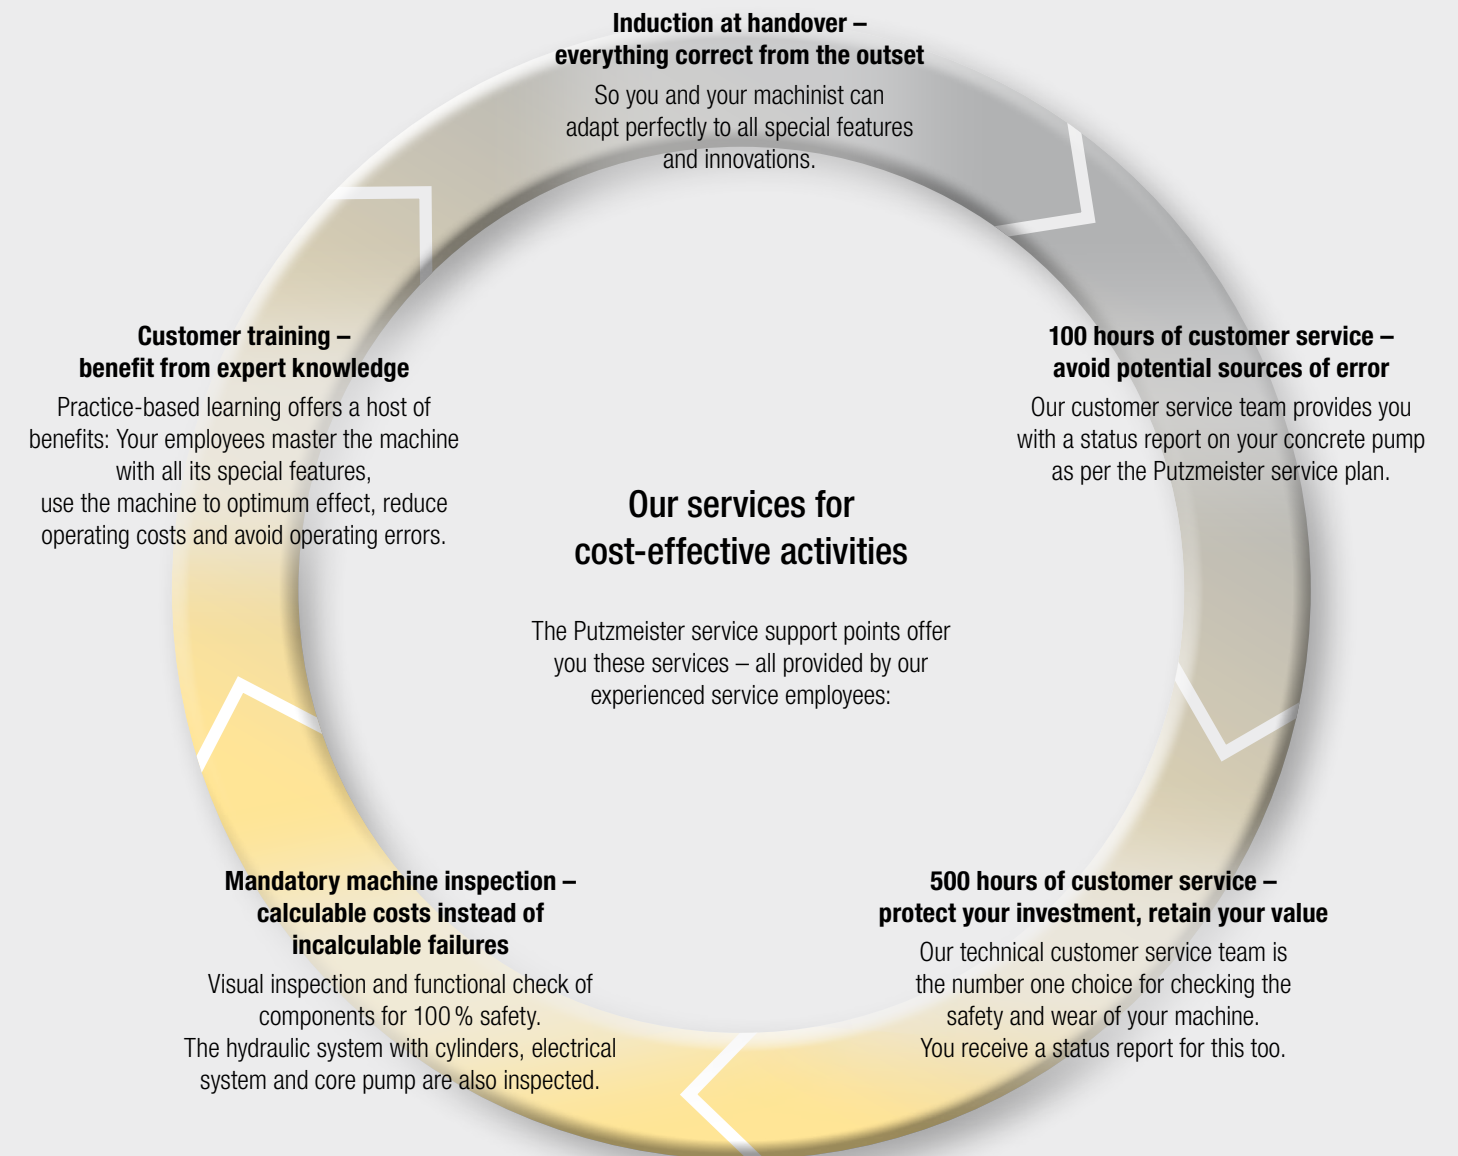 Induction at handover –
everything correct from the outset
So you and your machinist can
adapt perfectly to all special features
and innovations.
100 hours of customer service –
avoid potential sources of error
Our customer service team provides you
with a status report on your concrete pump
as per the Putzmeister service plan.
500 hours of customer service –
protect your investment, retain your value
Our technical customer service team is
the number one choice for checking the
safety and wear of your machine.
You receive a status report for this too.
Mandatory machine inspection –
calculable costs instead of
incalculable failures
Visual inspection and functional check of
components for 100 % safety.
The hydraulic system with cylinders, electrical
system and core pump are also inspected.
Customer training –
benefit from expert knowledge
Practice-based learning offers a host of
benefits: Your employees master the machine
with all its special features,
use the machine to optimum effect, reduce
operating costs and avoid operating errors.
Our services for
cost-effective activities
The Putzmeister service support points offer
you these services – all provided by our
experienced service employees: